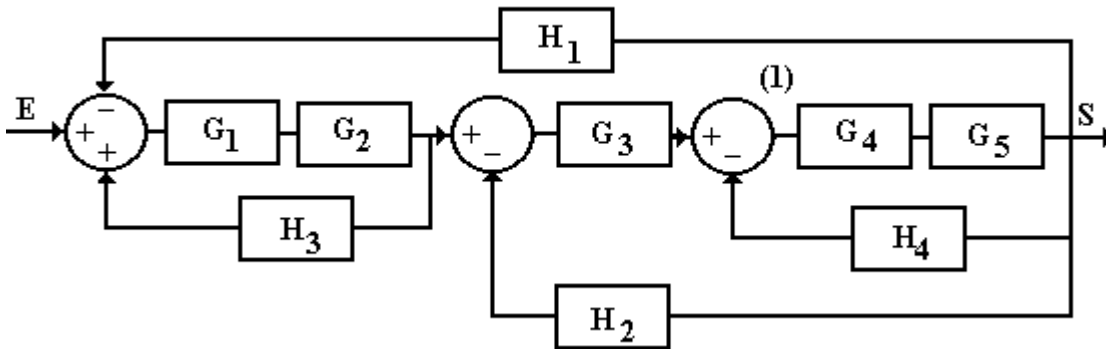 H1
(1)
E
−
+
+
G1
G2
−
G3
+
−
G4
G5
S
H3
H4
H2